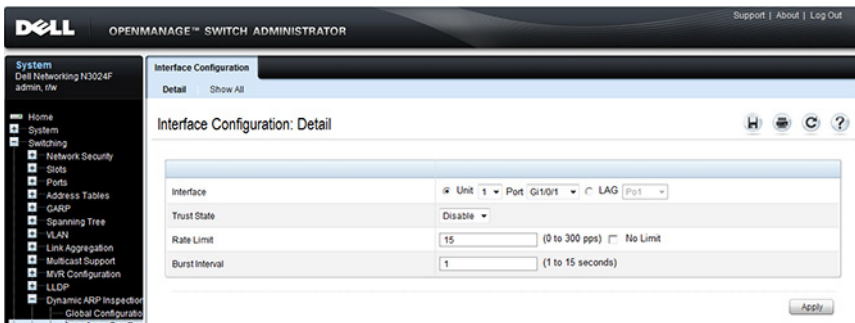 Support | About | Log Out
DELL OPENMANAGE™ SWITCH ADMINISTRATOR
System
Dell Networking N3024F
admin, r/w
Home
System
Switching
Network Security
Slots
Ports
Address Tables
GARP
Spanning Tree
VLAN
Link Aggregation
Multicast Support
MVR Configuration
LLDP
Dynamic ARP Inspection
Global Configuratio
Interface Configuration
Detail Show All
Interface Configuration: Detail
Interface Unit 1 Port Gi1/0/1 LAG Po1
Trust State Disable
Rate Limit 15 (0 to 300 pps) No Limit
Burst Interval 1 (1 to 15 seconds)
Apply